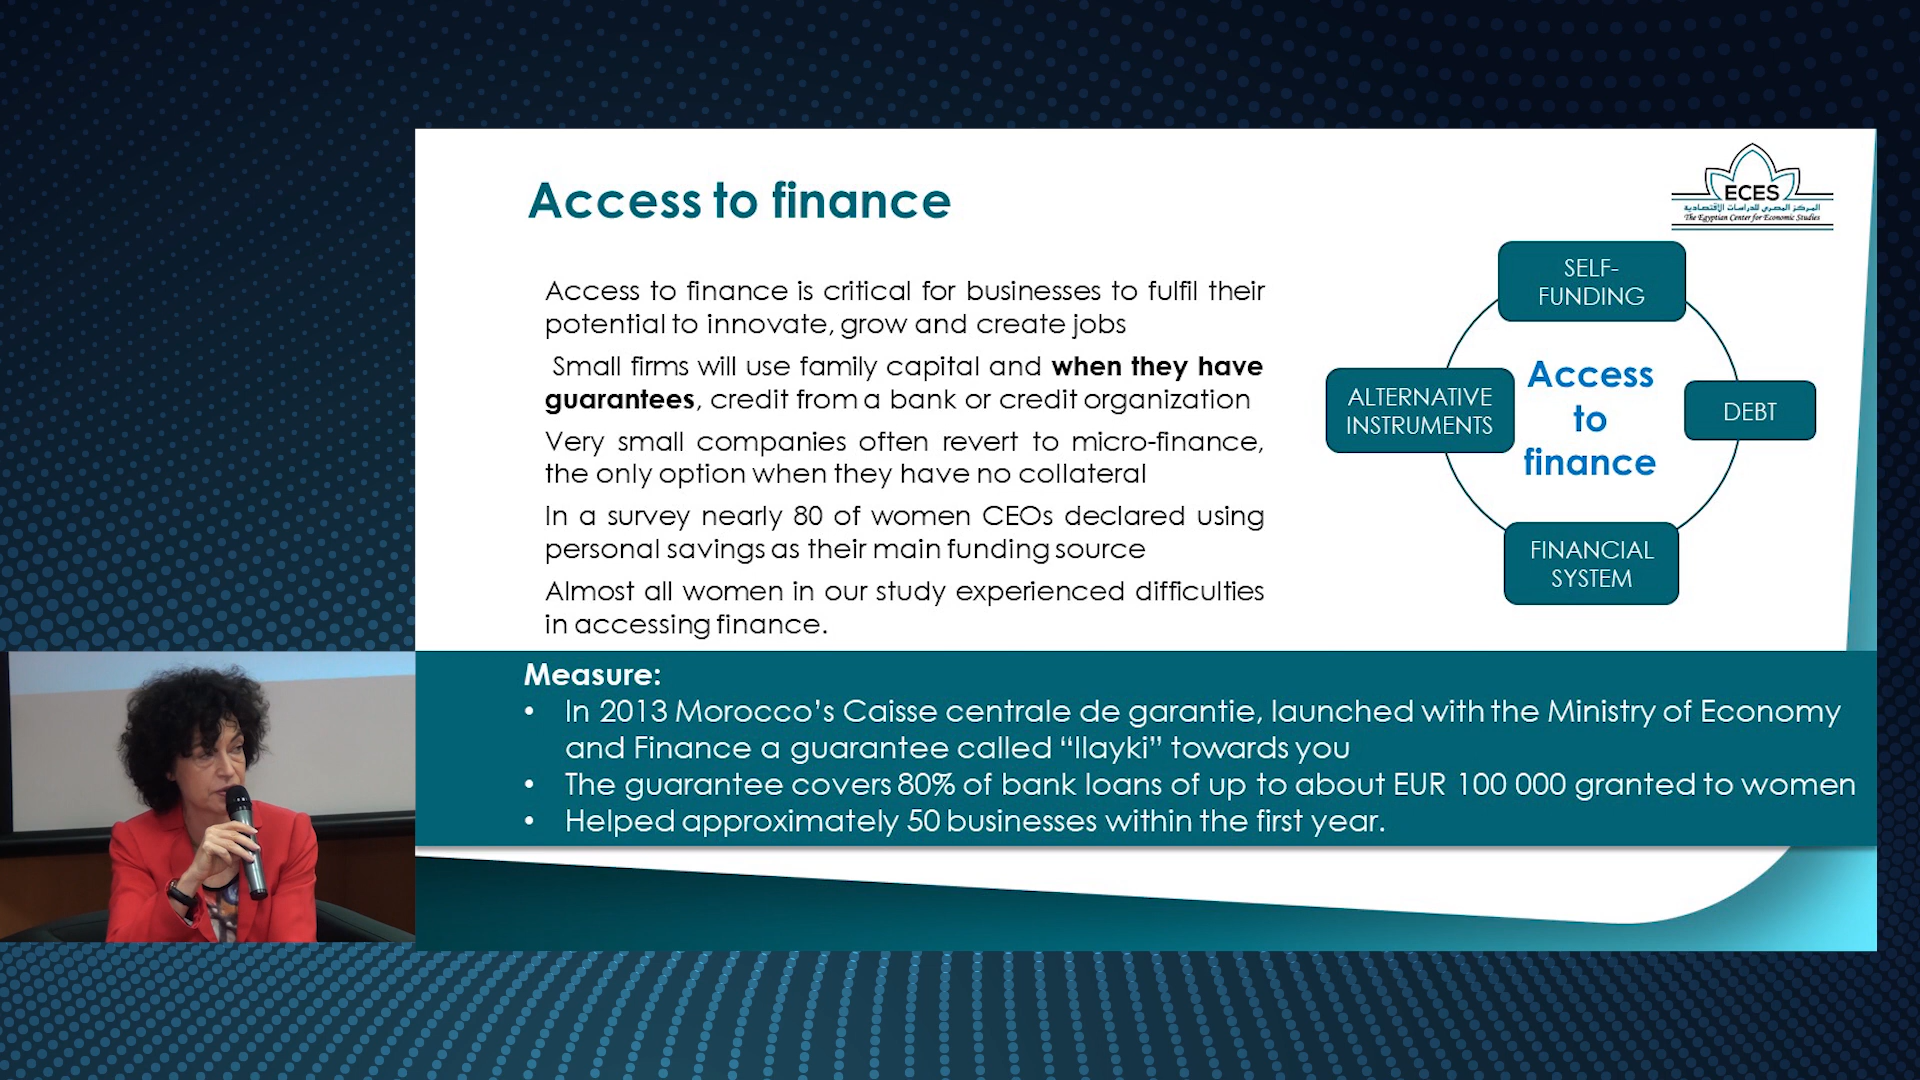 Access to finance
ECES
المركز المصري للدراسات الاقتصادية
The Egyptian Center for Economic Studies
Access to finance is critical for businesses to fulfil their
potential to innovate, grow and create jobs
Small firms will use family capital and when they have
guarantees, credit from a bank or credit organization
Very small companies often revert to micro-finance,
the only option when they have no collateral
In a survey nearly 80 of women CEOs declared using
personal savings as their main funding source
Almost all women in our study experienced difficulties
in accessing finance.
SELF-
FUNDING
ALTERNATIVE
INSTRUMENTS
Access
to
finance
DEBT
FINANCIAL
SYSTEM
Measure:
• In 2013 Morocco’s Caisse centrale de garantie, launched with the Ministry of Economy
and Finance a guarantee called “llayki” towards you
• The guarantee covers 80% of bank loans of up to about EUR 100 000 granted to women
• Helped approximately 50 businesses within the first year.